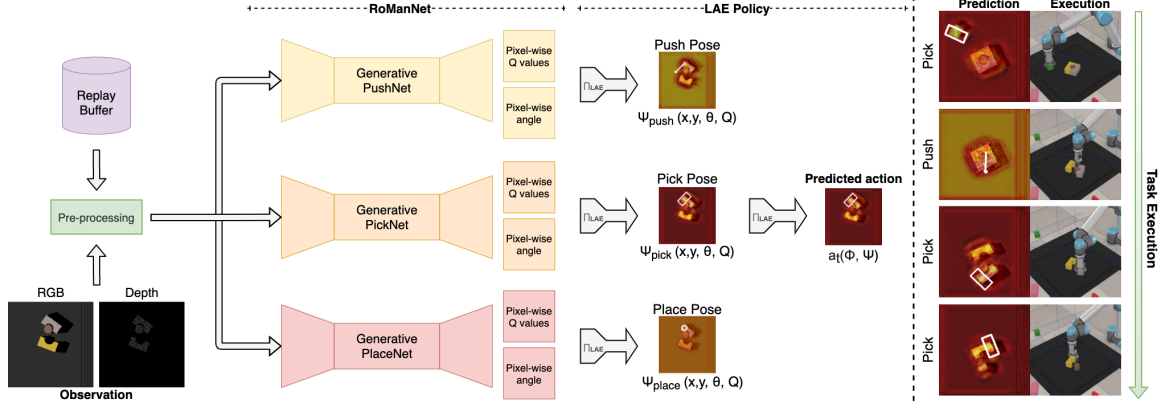 RoManNet
LAE Policy
Replay
Buffer
Pre-processing
RGB
Depth
Observation
Generative
PushNet
Pixel-wise
Q values
Pixel-wise
angle
Π_LAE
Push Pose
Ψ_push (x,y, θ, Q)
Generative
PickNet
Pixel-wise
Q values
Pixel-wise
angle
Π_LAE
Pick Pose
Ψ_pick (x,y, θ, Q)
Π_LAE
Predicted action
a_t(Φ, Ψ)
Generative
PlaceNet
Pixel-wise
Q values
Pixel-wise
angle
Π_LAE
Place Pose
Ψ_place (x,y, θ, Q)
Prediction
Execution
Pick
Push
Pick
Pick
Task Execution